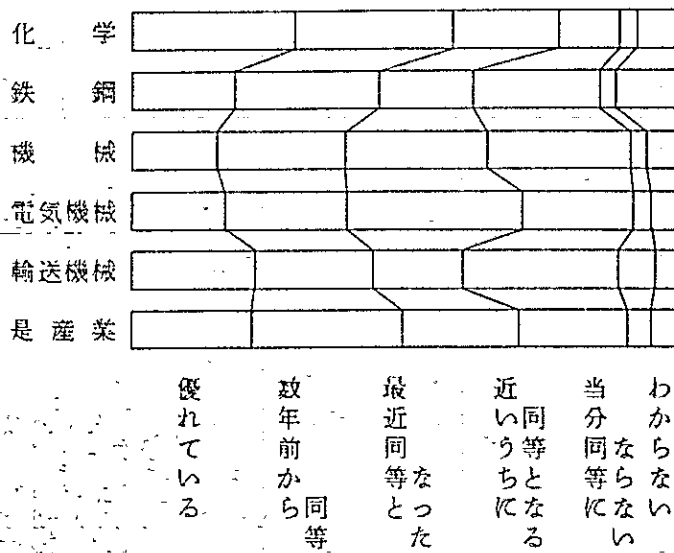 化学
鉄鋼
機械
電気機械
輸送機械
是産業
優れている
数年前から
同等
最近同等と
なった
近いうちに
同等となる
当分同等に
ならない
わからない